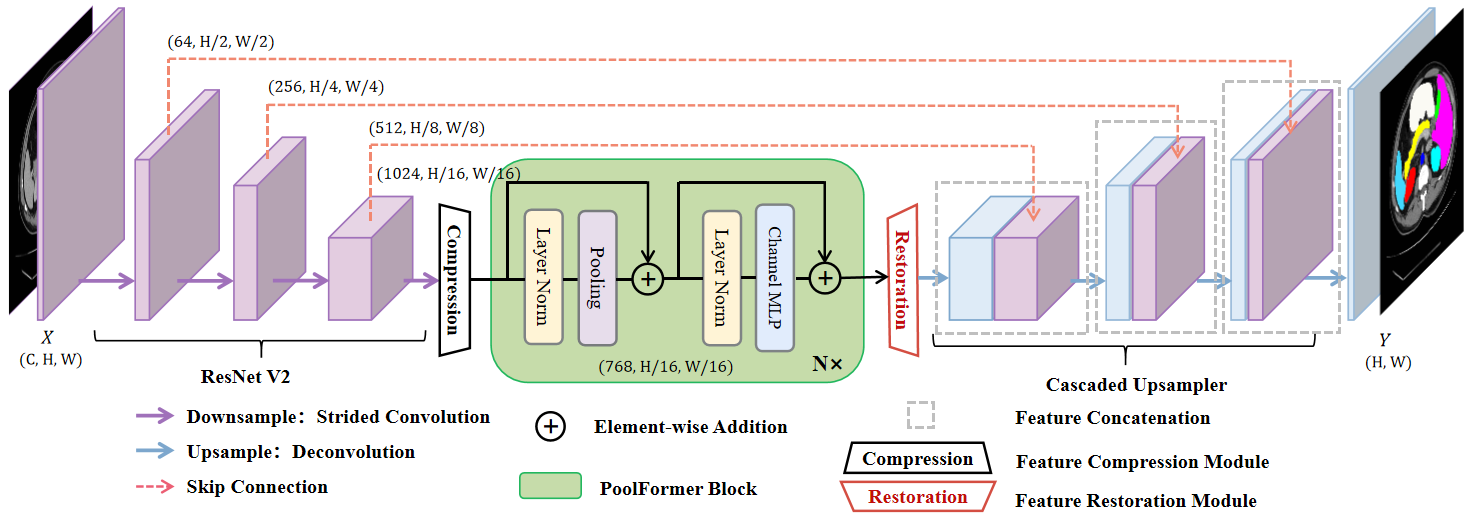 (64, H/2, W/2)
(256, H/4, W/4)
(512, H/8, W/8)
(1024, H/16, W/16)
Compression
Layer Norm
Pooling
Layer Norm
Channel MLP
Restoration
(768, H/16, W/16)
N×
X
(C, H, W)
Y
(H, W)
ResNet V2
Cascaded Upsampler
Downsample：Strided Convolution
Upsample：Deconvolution
Skip Connection
Element-wise Addition
PoolFormer Block
Feature Concatenation
Compression
Feature Compression Module
Restoration
Feature Restoration Module